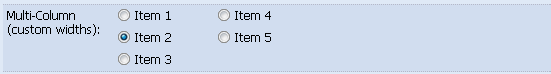 Multi-Column
(custom widths):
Item 1
Item 4
Item 2
Item 5
Item 3